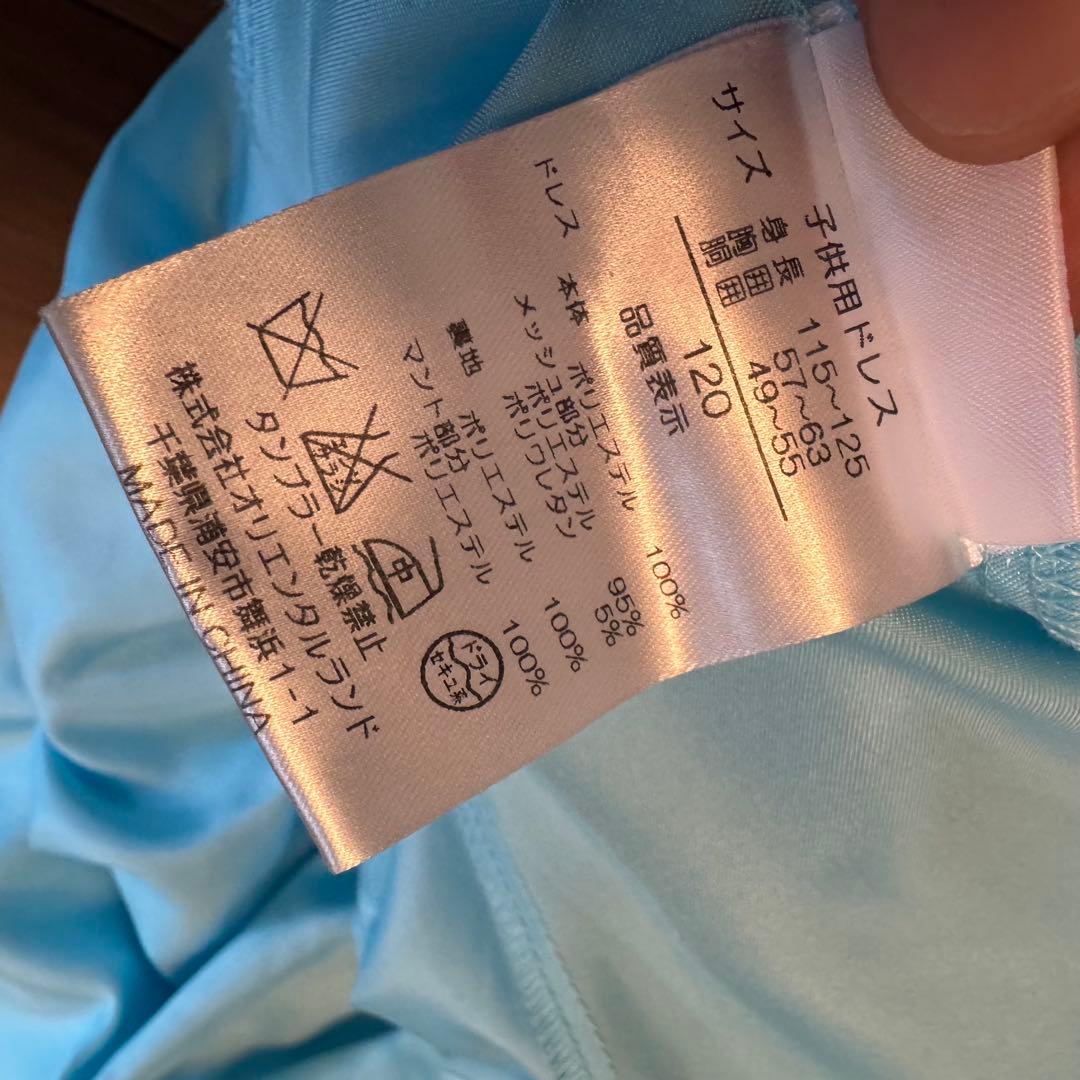 子供用ドレス
サイズ
身長 115~125
胸囲 57~63
胴囲 49~55
120
品質表示
ドレス
本体 ポリエステル 100%
メッシュ部分
ポリエステル 95%
ポリウレタン 5%
裏地
ポリエステル 100%
マント部分
ポリエステル 100%
中
ドライ
セキユ系
タンブラー乾燥禁止
株式会社オリエンタルランド
千葉県浦安市舞浜1-1
MADE IN CHINA